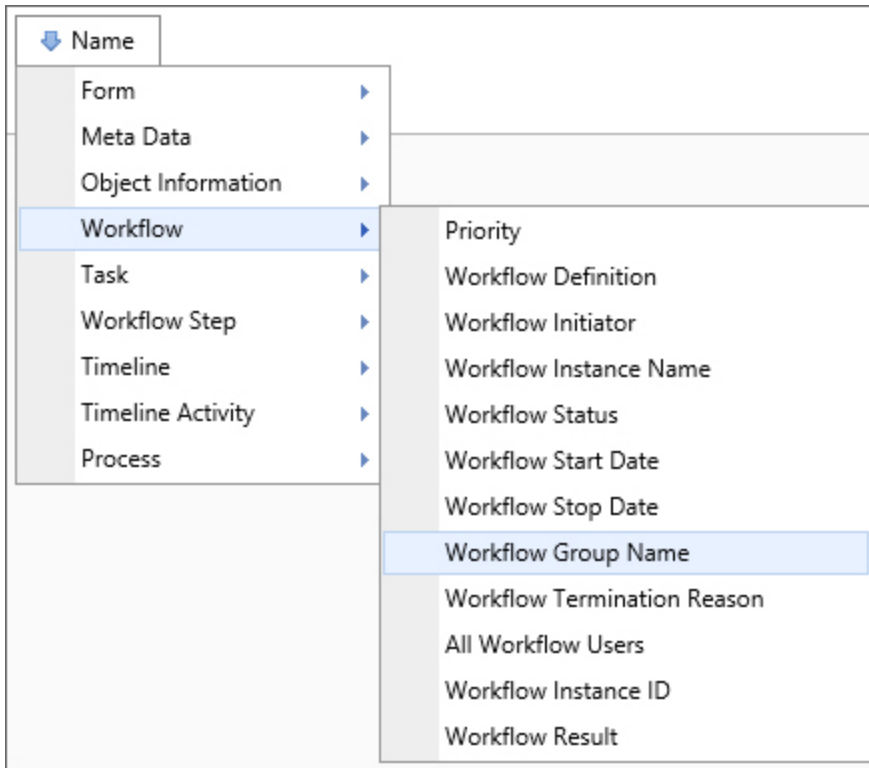 Name
Form
Meta Data
Object Information
Workflow
Task
Workflow Step
Timeline
Timeline Activity
Process
Priority
Workflow Definition
Workflow Initiator
Workflow Instance Name
Workflow Status
Workflow Start Date
Workflow Stop Date
Workflow Group Name
Workflow Termination Reason
All Workflow Users
Workflow Instance ID
Workflow Result